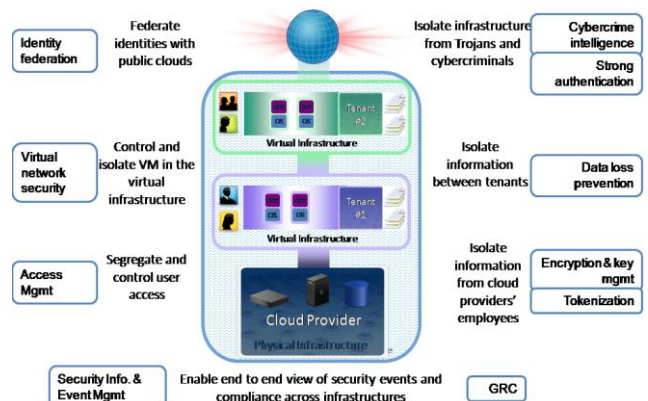 Identity
federation
Federate
identities with
public clouds
Isolate infrastructure
from Trojans and
cybercriminals
Cybercrime
intelligence
Strong
authentication
OS
OS
Tenant
#2
Virtual Infrastructure
Virtual
network
security
Control and
isolate VM in the
virtual
infrastructure
Isolate
information
between tenants
Data loss
prevention
OS
OS
Tenant
#1
Virtual Infrastructure
Access
Mgmt
Segregate and
control user
access
Cloud Provider
Physical Infrastructure
e
Isolate
information
from cloud
providers'
employees
Encryption & key
mgmt
Tokenization
Security Info. &
Event Mgmt
Enable end to end view of security events and
compliance across infrastructures
GRC